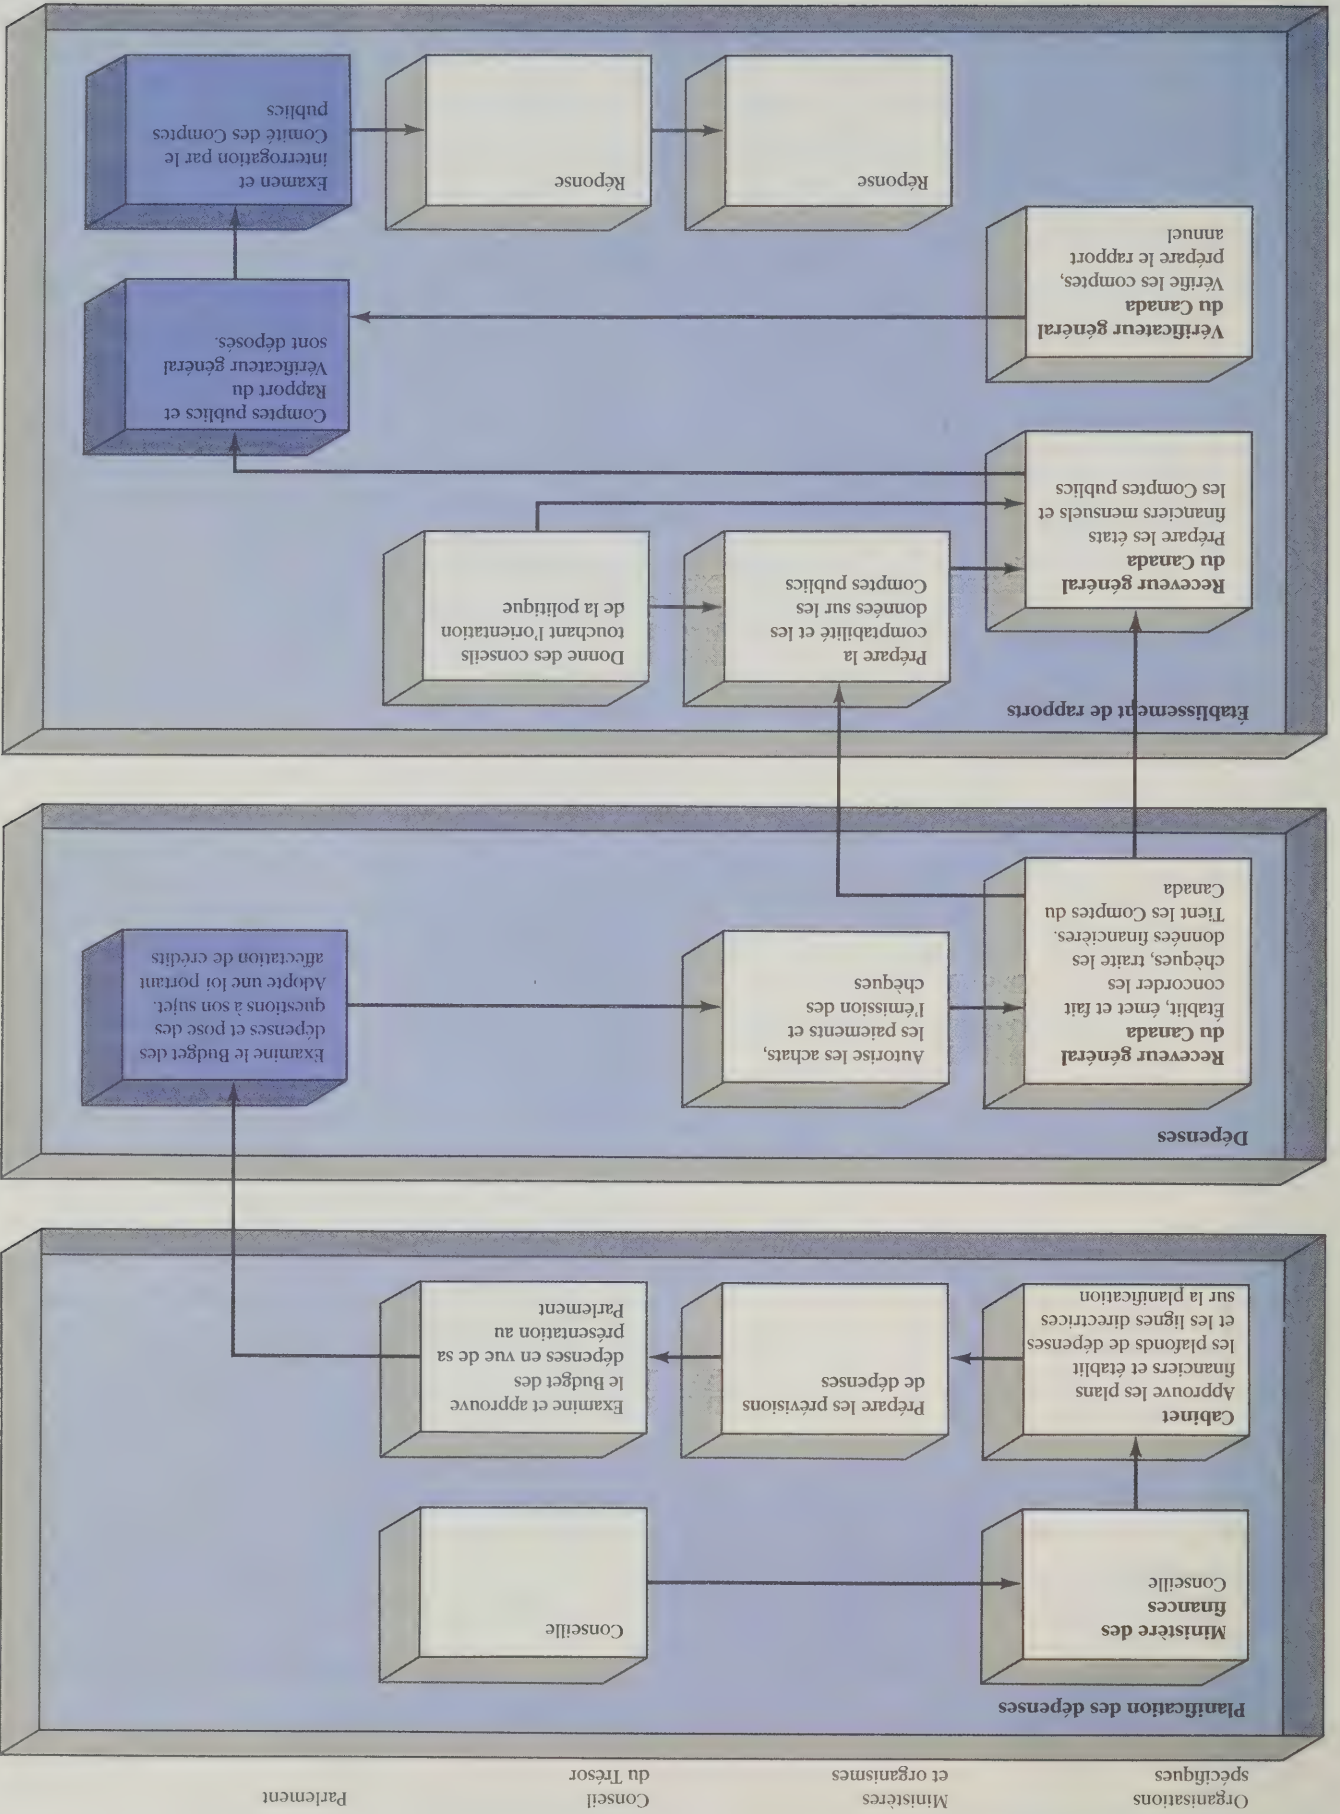 Organisations
spécifiques
Ministères
et organismes
Conseil
du Trésor
Parlement
Planification des dépenses
Ministère des
finances
Conseille
Conseille
Cabinet
Approuve les plans
financiers et établit
les plafonds de dépenses
et les lignes directrices
sur la planification
Prépare les prévisions
de dépenses
Examine et approuve
le Budget des
dépenses en vue de sa
présentation au
Parlement
Dépenses
Receveur général
du Canada
Établit, émet et fait
concorder les
chèques, traite les
données financières.
Tient les Comptes du
Canada
Autorise les achats,
les paiements et
l'émission des
chèques
Examine le Budget des
dépenses et pose des
questions à son sujet.
Adopte une loi portant
affectation de crédits
Établissement de rapports
Receveur général
du Canada
Prépare les états
financiers mensuels et
les Comptes publics
Prépare la
comptabilité et les
données sur les
Comptes publics
Donne des conseils
touchant l'orientation
de la politique
Comptes publics et
Rapport du
Vérificateur général
sont déposés.
Vérificateur général
du Canada
Vérifie les comptes,
prépare le rapport
annuel
Réponse
Réponse
Examen et
interrogation par le
Comité des Comptes
publics